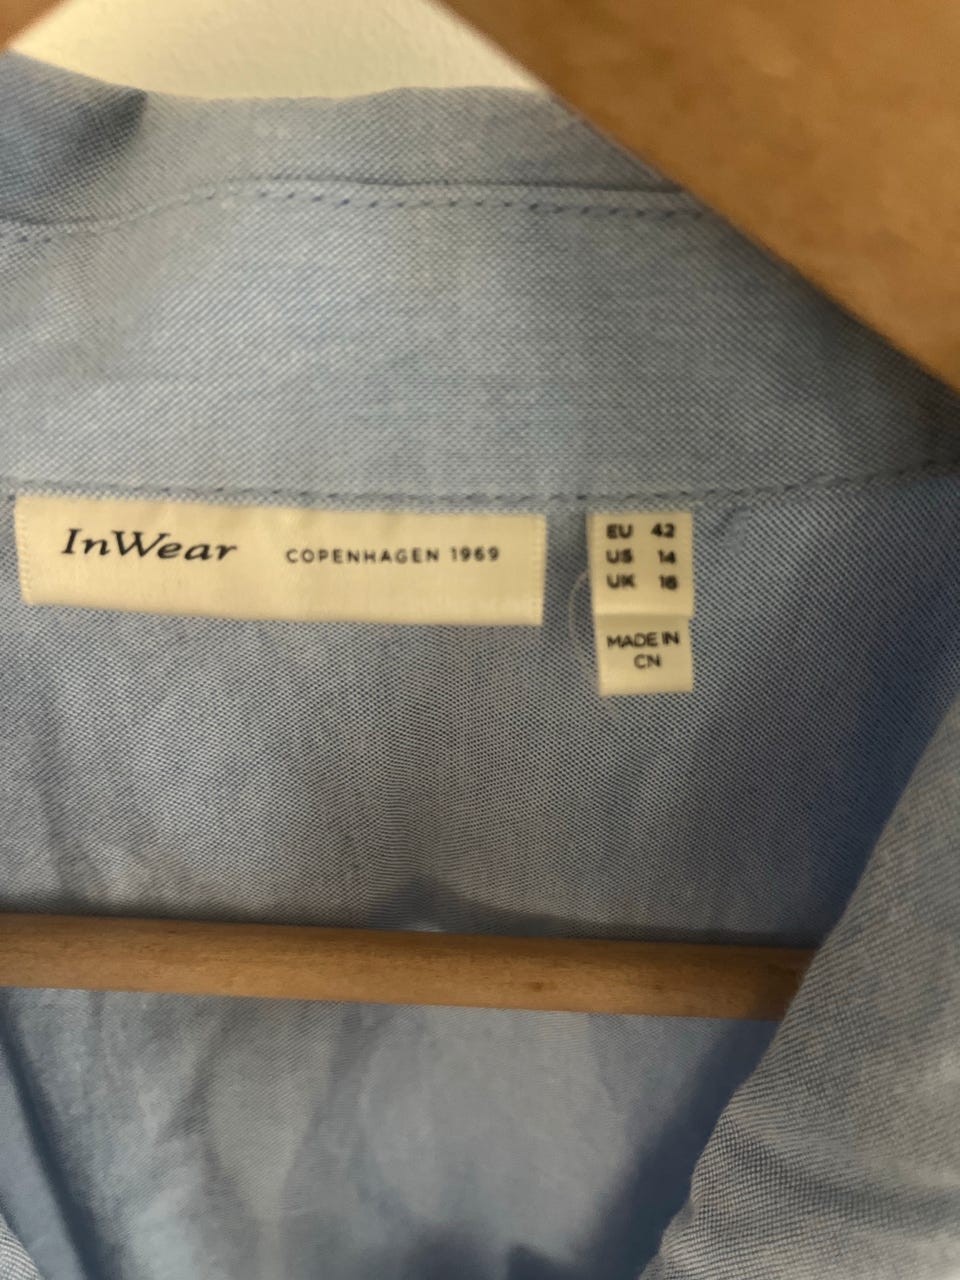 InWear COPENHAGEN 1969
EU 42
US 14
UK 16
MADE IN
CN